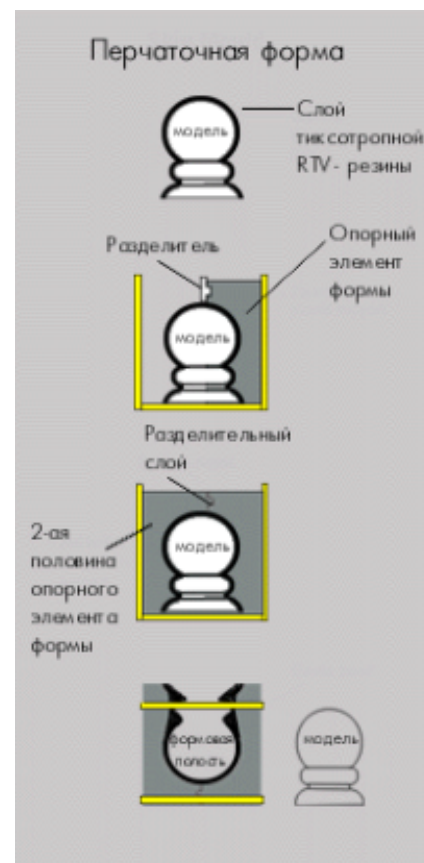 Перчаточная форма
модель
Слой
тиксотропной
RTV- резины
Разделитель
Опорный
элемент
формы
модель
Разделительный
слой
2-ая
половина
опорного
элемента
формы
модель
формовая
полость
модель